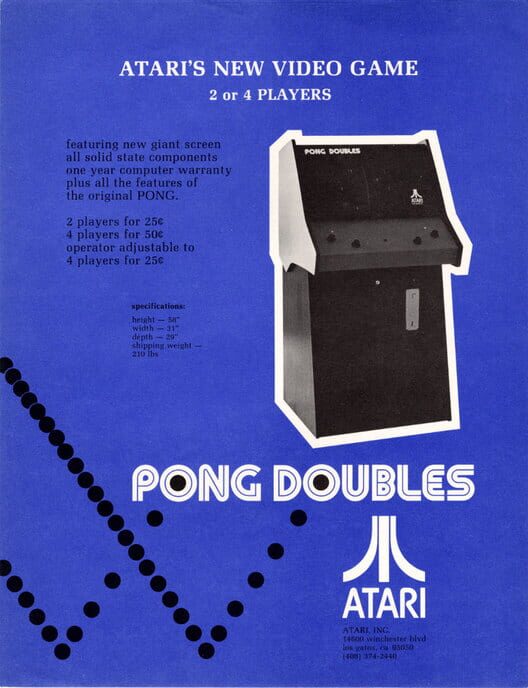 ATARI'S NEW VIDEO GAME
2 or 4 PLAYERS
featuring new giant screen
all solid state components
one year computer warranty
plus all the features of
the original PONG.
2 players for 25¢
4 players for 50¢
operator adjustable to
4 players for 25¢
PONG DOUBLES
ATARI
specifications:
height — 58"
width — 31"
depth — 29"
shipping weight —
210 lbs
PONG DOUBLES
ATARI
ATARI, INC.
14600 winchester blvd
los gatos, ca 95030
(408) 374-2440